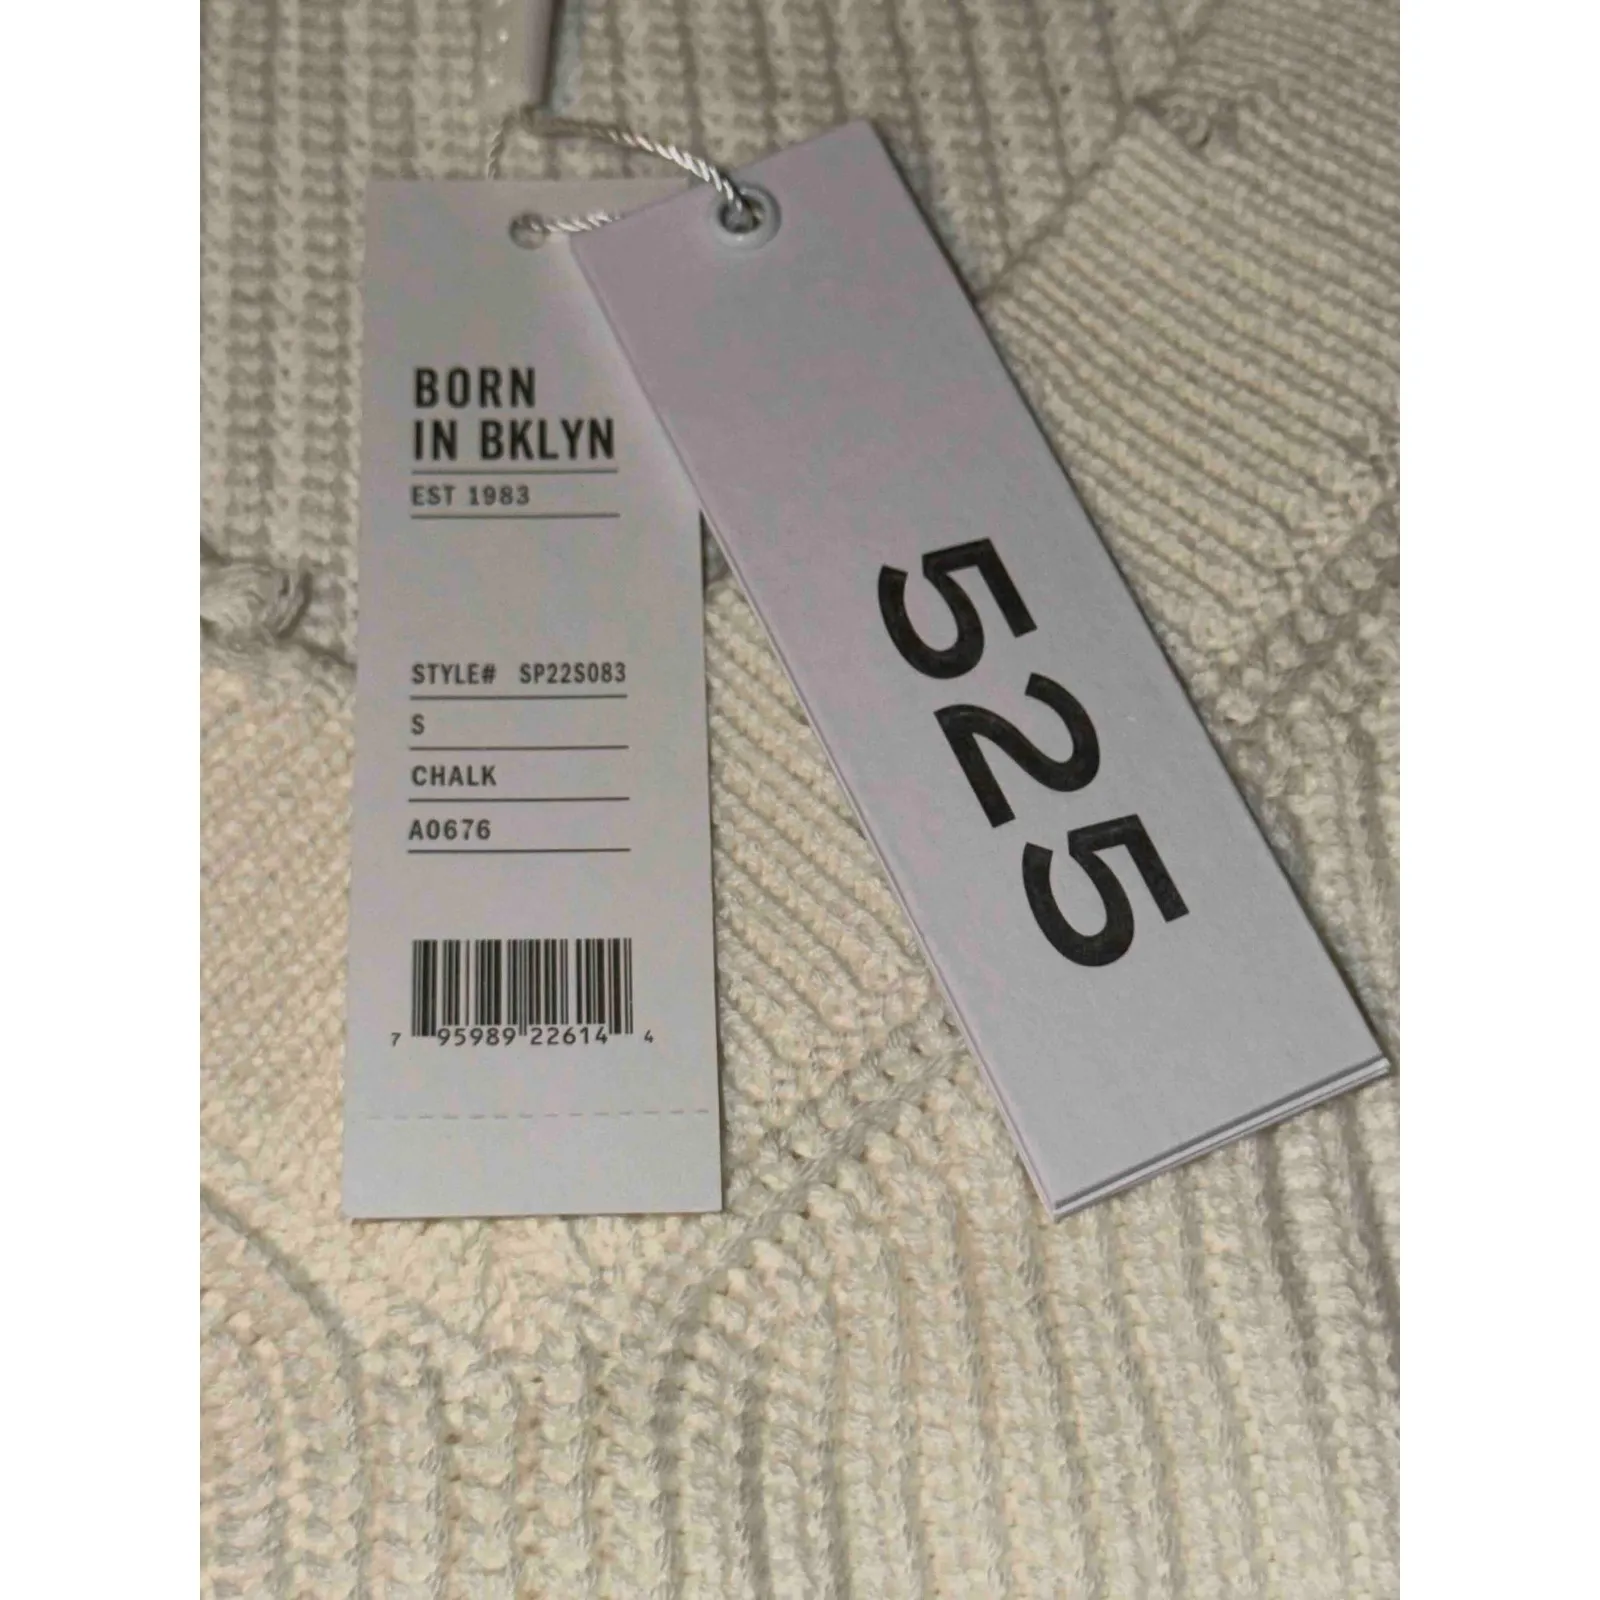 BORN
IN BKLYN
EST 1983
STYLE# SP22S083
S
CHALK
A0676
7 95989 22614 4
525